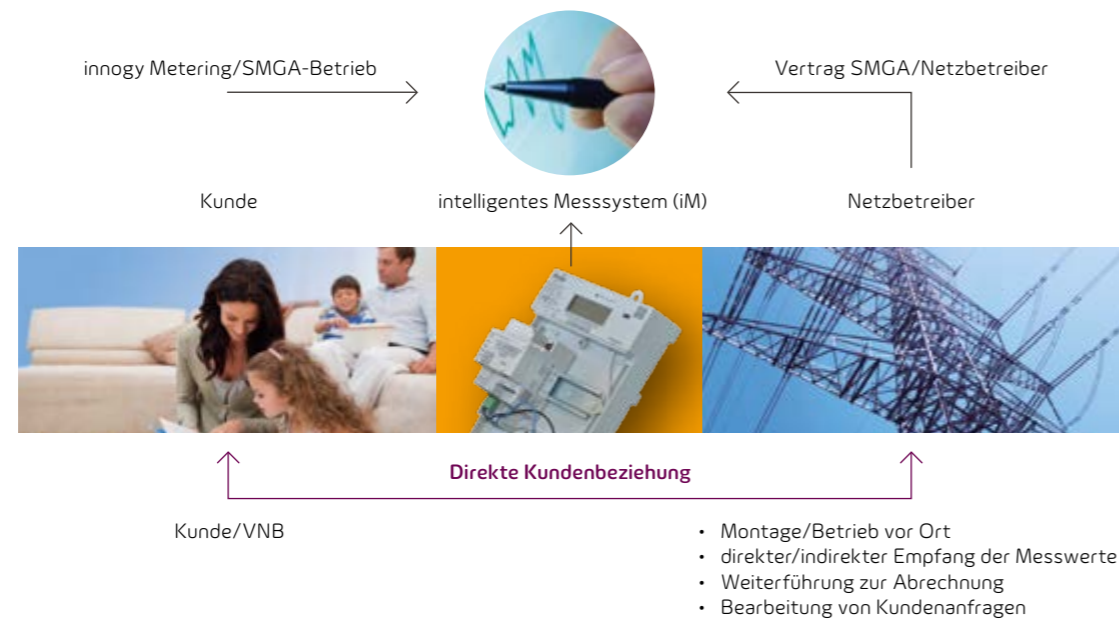 innogy Metering/SMGA-Betrieb
Vertrag SMGA/Netzbetreiber
Kunde
intelligentes Messsystem (iM)
Netzbetreiber
Direkte Kundenbeziehung
Kunde/VNB
• Montage/Betrieb vor Ort
• direkter/indirekter Empfang der Messwerte
• Weiterführung zur Abrechnung
• Bearbeitung von Kundenanfragen